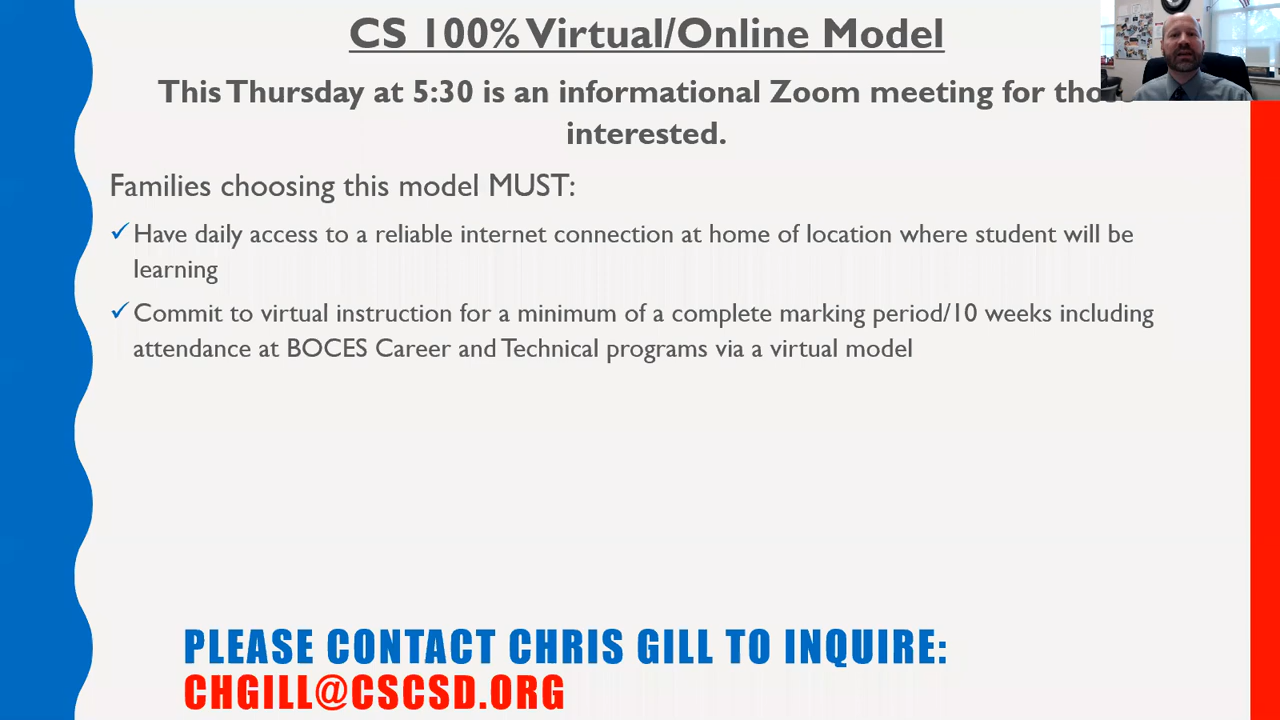 CS 100% Virtual/Online Model
This Thursday at 5:30 is an informational Zoom meeting for
interested.
Families choosing this model MUST:
Have daily access to a reliable internet connection at home of location where student will be
learning
Commit to virtual instruction for a minimum of a complete marking period/10 weeks including
attendance at BOCES Career and Technical programs via a virtual model
PLEASE CONTACT CHRIS GILL TO INQUIRE:
CHGILL@CSCSD.ORG